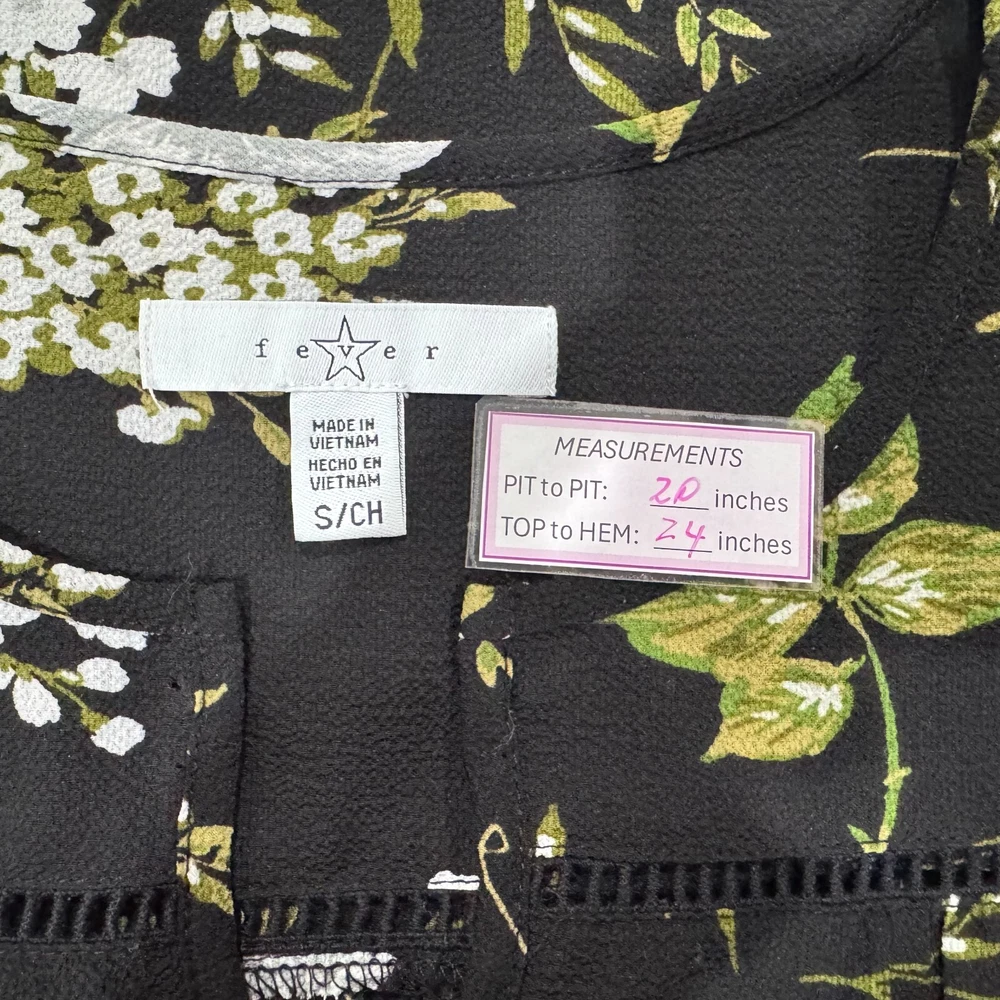 fever
MADE IN
VIETNAM
HECHO EN
VIETNAM
S/CH
MEASUREMENTS
PIT to PIT: 20 inches
TOP to HEM: 24 inches